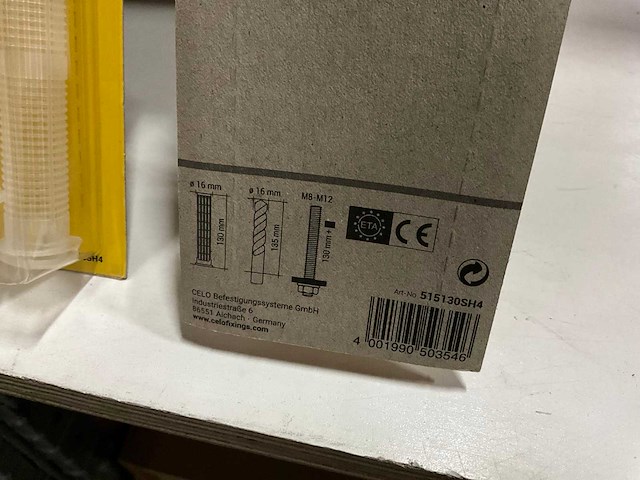 ø 16 mm
ø 16 mm
M8-M12
130 mm
135 mm
130 mm +
ETA
CE
Art-No. 515130SH4
CELO Befestigungssysteme GmbH
Industriestraße 6
86551 Aichach · Germany
www.celofixings.com
4 001990 503546